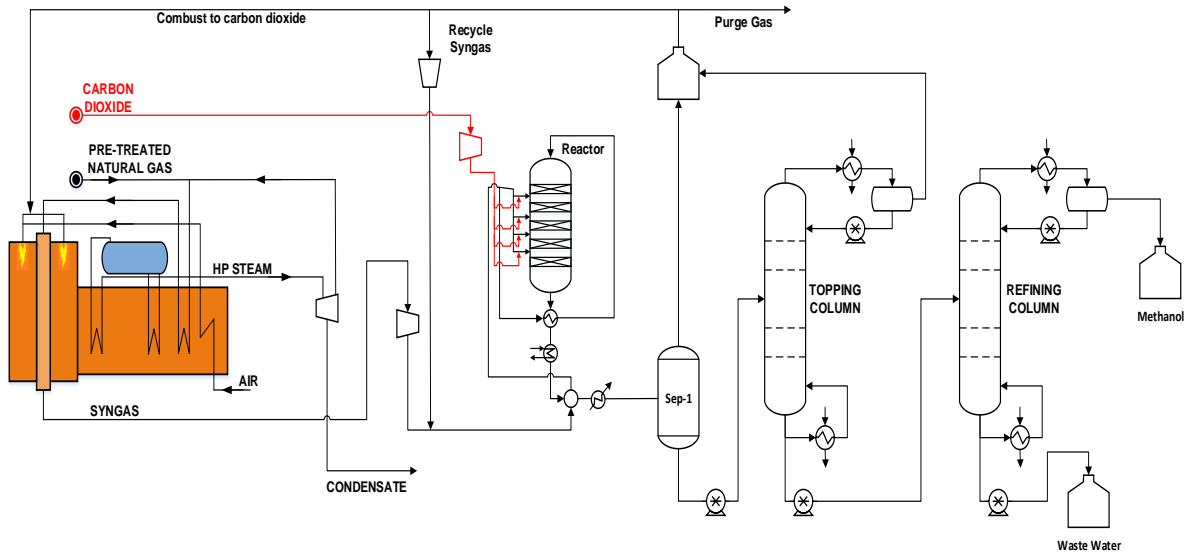 Combust to carbon dioxide
Purge Gas
Recycle
Syngas
CARBON
DIOXIDE
PRE-TREATED
NATURAL GAS
Reactor
HP STEAM
TOPPING
COLUMN
REFINING
COLUMN
Methanol
AIR
SYNGAS
Sep-1
CONDENSATE
Waste Water